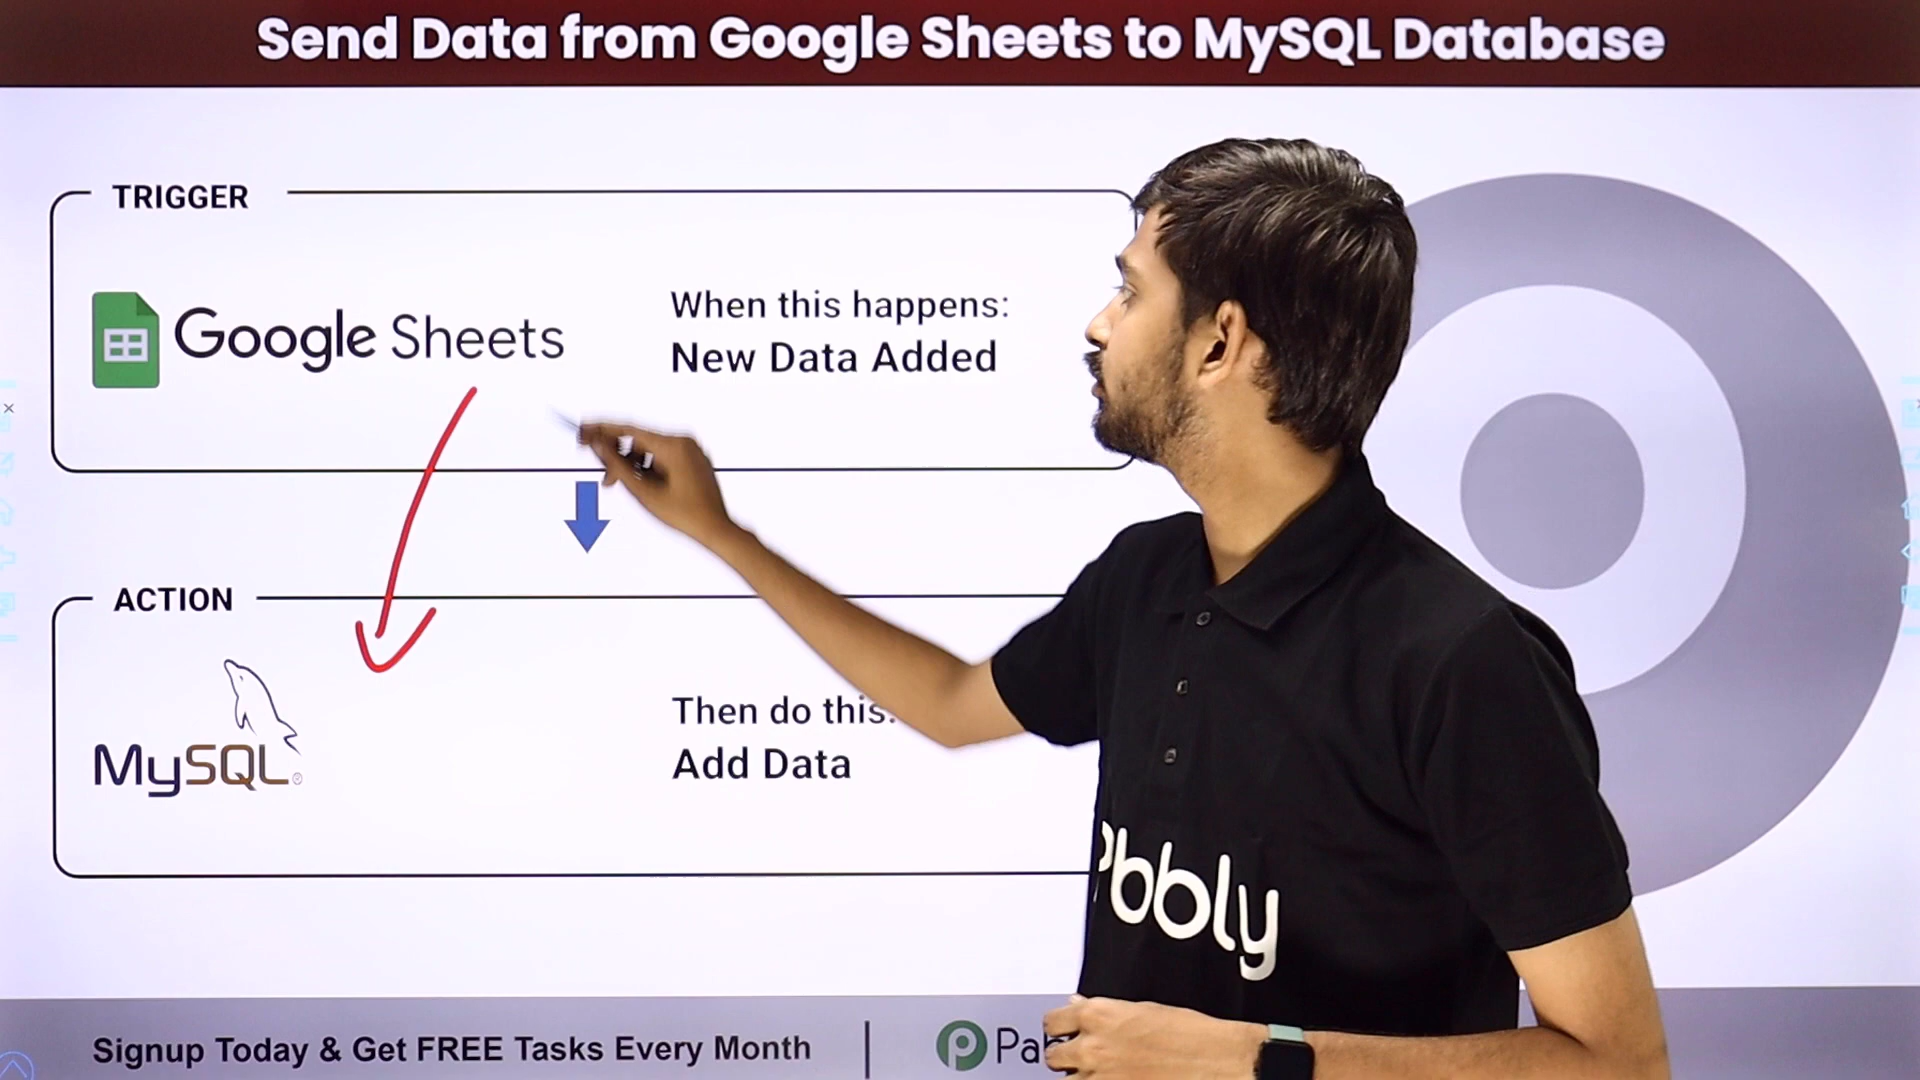 Send Data from Google Sheets to MySQL Database
TRIGGER
Google Sheets
When this happens:
New Data Added
ACTION
MySQL®
Then do this:
Add Data
Pabbly
Signup Today & Get FREE Tasks Every Month